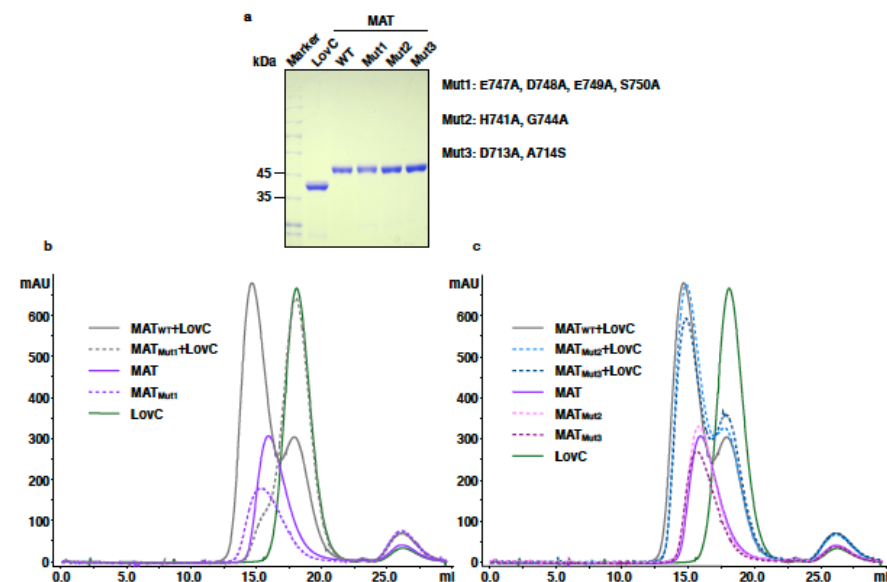 a
MAT
kDa
Marker
LovC
WT
Mut1
Mut2
Mut3
Mut1: E747A, D748A, E749A, S750A
Mut2: H741A, G744A
Mut3: D713A, A714S
45
35
b
mAU
600
500
400
300
200
100
0
0.0 5.0 10.0 15.0 20.0 25.0 ml
MATWT+LovC
MATMut1+LovC
MAT
MATMut1
LovC
c
mAU
600
500
400
300
200
100
0
0.0 5.0 10.0 15.0 20.0 25.0 ml
MATWT+LovC
MATMut2+LovC
MATMut3+LovC
MAT
MATMut2
MATMut3
LovC